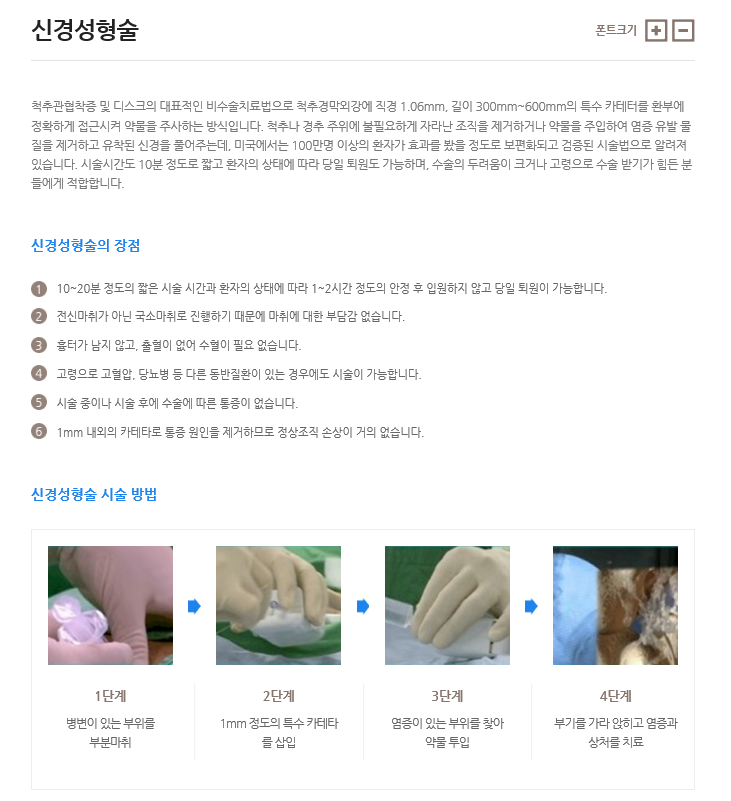 신경성형술
폰트크기
척추관협착증 및 디스크의 대표적인 비수술치료법으로 척추경막외강에 직경 1.06mm, 길이 300mm~600mm의 특수 카테터를 환부에
정확하게 접근시켜 약물을 주사하는 방식입니다. 척추나 경추 주위에 불필요하게 자라난 조직을 제거하거나 약물을 주입하여 염증 유발 물
질을 제거하고 유착된 신경을 풀어주는데, 미국에서는 100만명 이상의 환자가 효과를 봤을 정도로 보편화되고 검증된 시술법으로 알려져
있습니다. 시술시간도 10분 정도로 짧고 환자의 상태에 따라 당일 퇴원도 가능하며, 수술의 두려움이 크거나 고령으로 수술 받기가 힘든 분
들에게 적합합니다.
신경성형술의 장점
1 10~20분 정도의 짧은 시술 시간과 환자의 상태에 따라 1~2시간 정도의 안정 후 입원하지 않고 당일 퇴원이 가능합니다.
2 전신마취가 아닌 국소마취로 진행하기 때문에 마취에 대한 부담감 없습니다.
3 흉터가 남지 않고, 출혈이 없어 수혈이 필요 없습니다.
4 고령으로 고혈압, 당뇨병 등 다른 동반질환이 있는 경우에도 시술이 가능합니다.
5 시술 중이나 시술 후에 수술에 따른 통증이 없습니다.
6 1mm 내외의 카테타로 통증 원인을 제거하므로 정상조직 손상이 거의 없습니다.
신경성형술 시술 방법
1단계
병변이 있는 부위를
부분마취
2단계
1mm 정도의 특수 카테타
를 삽입
3단계
염증이 있는 부위를 찾아
약물 투입
4단계
부기를 가라 앉히고 염증과
상처를 치료